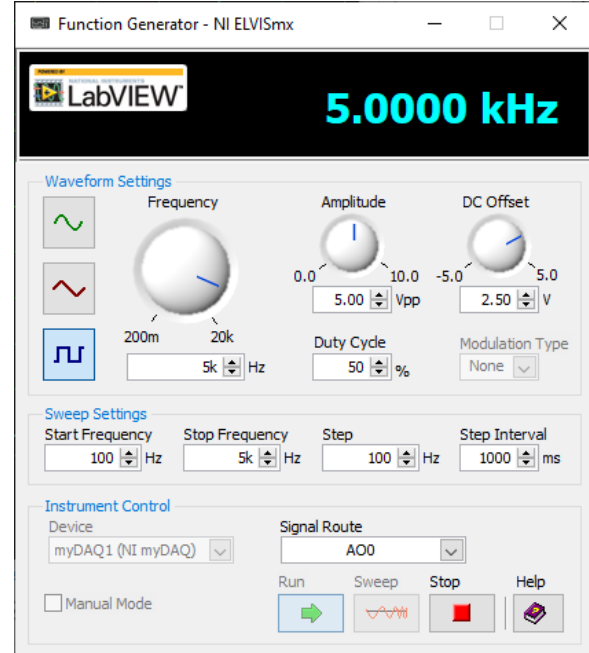 Function Generator - NI ELVISmx
POWERED BY
NATIONAL INSTRUMENTS
LabVIEW™
5.0000 kHz
Waveform Settings
Frequency Amplitude DC Offset
0.0 10.0 -5.0 5.0
5.00 Vpp 2.50 V
200m 20k
Duty Cycle Modulation Type
5k Hz 50 % None
Sweep Settings
Start Frequency Stop Frequency Step Step Interval
100 Hz 5k Hz 100 Hz 1000 ms
Instrument Control
Device Signal Route
myDAQ1 (NI myDAQ) AO0
Run Sweep Stop Help
Manual Mode